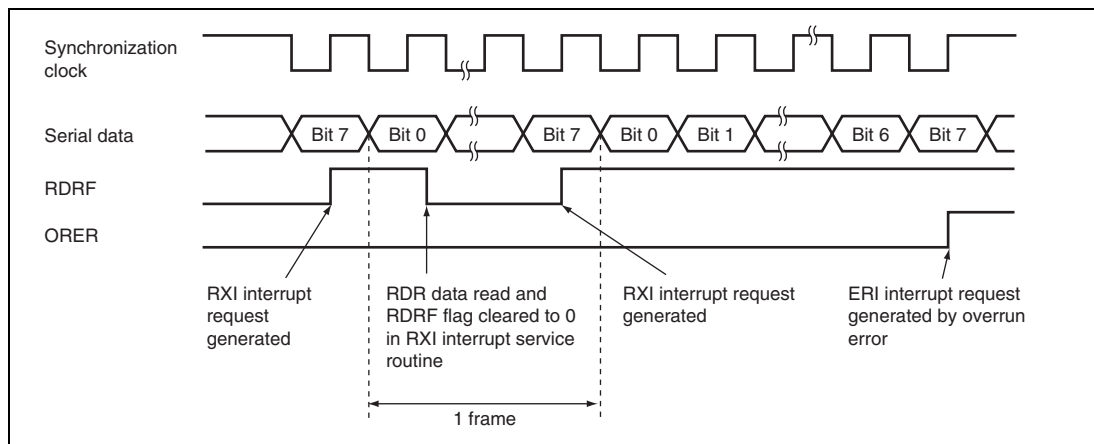 Synchronization
clock
Serial data
Bit 7
Bit 0
Bit 7
Bit 0
Bit 1
Bit 6
Bit 7
RDRF
ORER
RXI interrupt
request
generated
RDR data read and
RDRF flag cleared to 0
in RXI interrupt service
routine
RXI interrupt request
generated
ERI interrupt request
generated by overrun
error
1 frame